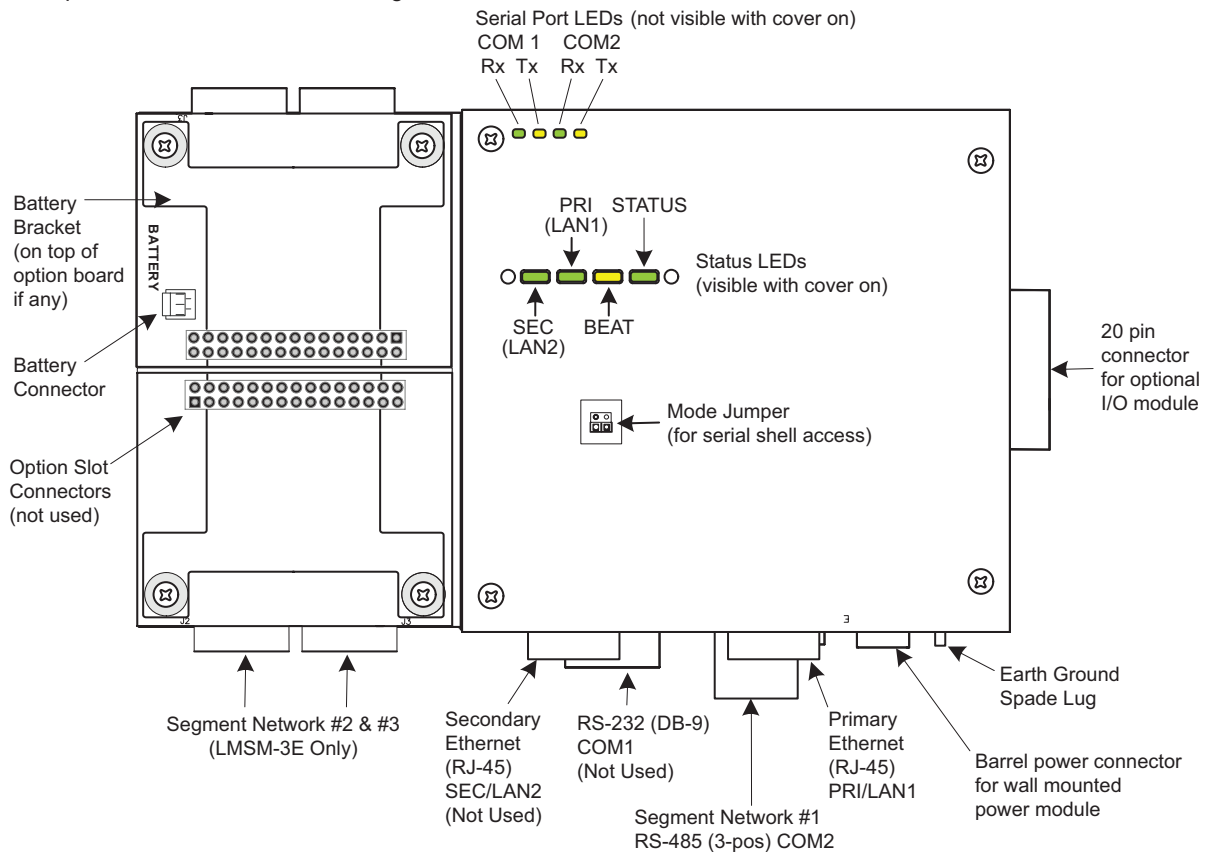 Serial Port LEDs (not visible with cover on)
COM 1 COM2
Rx Tx Rx Tx
Battery
Bracket
(on top of
option board
if any)
BATTERY
Battery
Connector
Option Slot
Connectors
(not used)
PRI
(LAN1)
STATUS
Status LEDs
(visible with cover on)
SEC
(LAN2)
BEAT
Mode Jumper
(for serial shell access)
20 pin
connector
for optional
I/O module
J2
J3
E
Segment Network #2 & #3
(LMSM-3E Only)
Secondary
Ethernet
(RJ-45)
SEC/LAN2
(Not Used)
RS-232 (DB-9)
COM1
(Not Used)
Segment Network #1
RS-485 (3-pos) COM2
Primary
Ethernet
(RJ-45)
PRI/LAN1
Earth Ground
Spade Lug
Barrel power connector
for wall mounted
power module